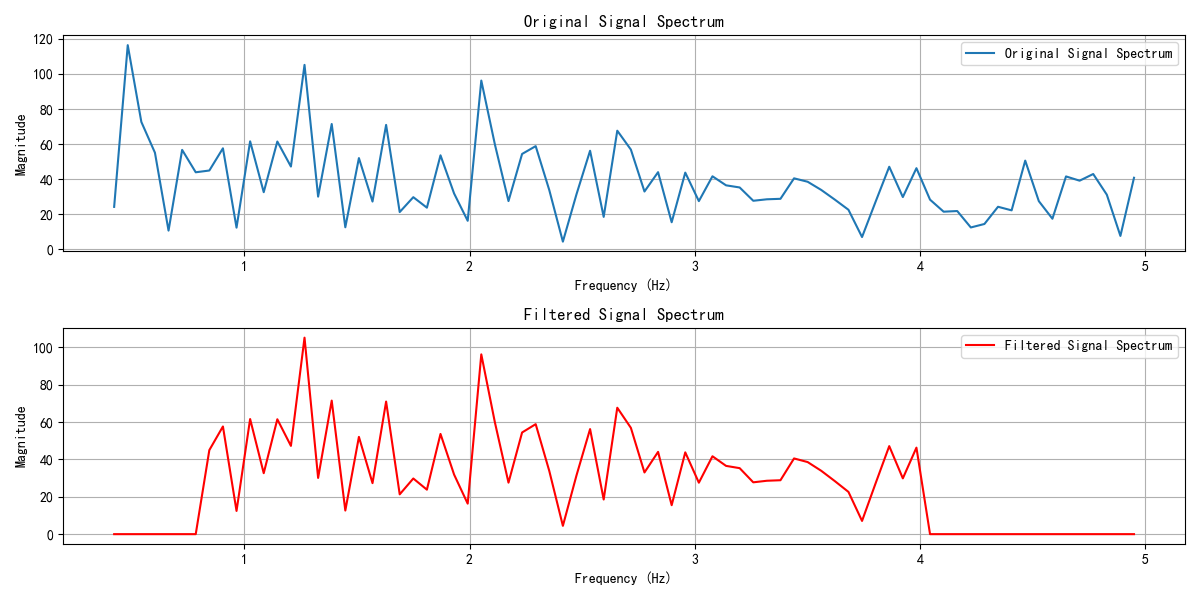 Original Signal Spectrum
120
100
80
60
40
20
0
Magnitude
Original Signal Spectrum
1
2
3
4
5
Frequency (Hz)
Filtered Signal Spectrum
100
80
60
40
20
0
Magnitude
Filtered Signal Spectrum
1
2
3
4
5
Frequency (Hz)